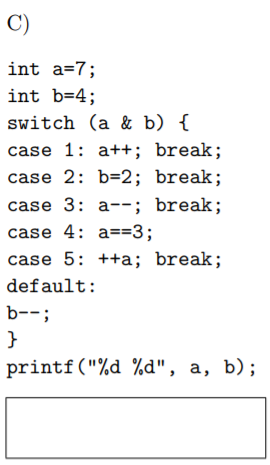 C)
int a=7;
int b=4;
switch (a & b) {
case 1: a++; break;
case 2: b=2; break;
case 3: a--; break;
case 4: a==3;
case 5: ++a; break;
default:
b--;
}
printf("%d %d", a, b);